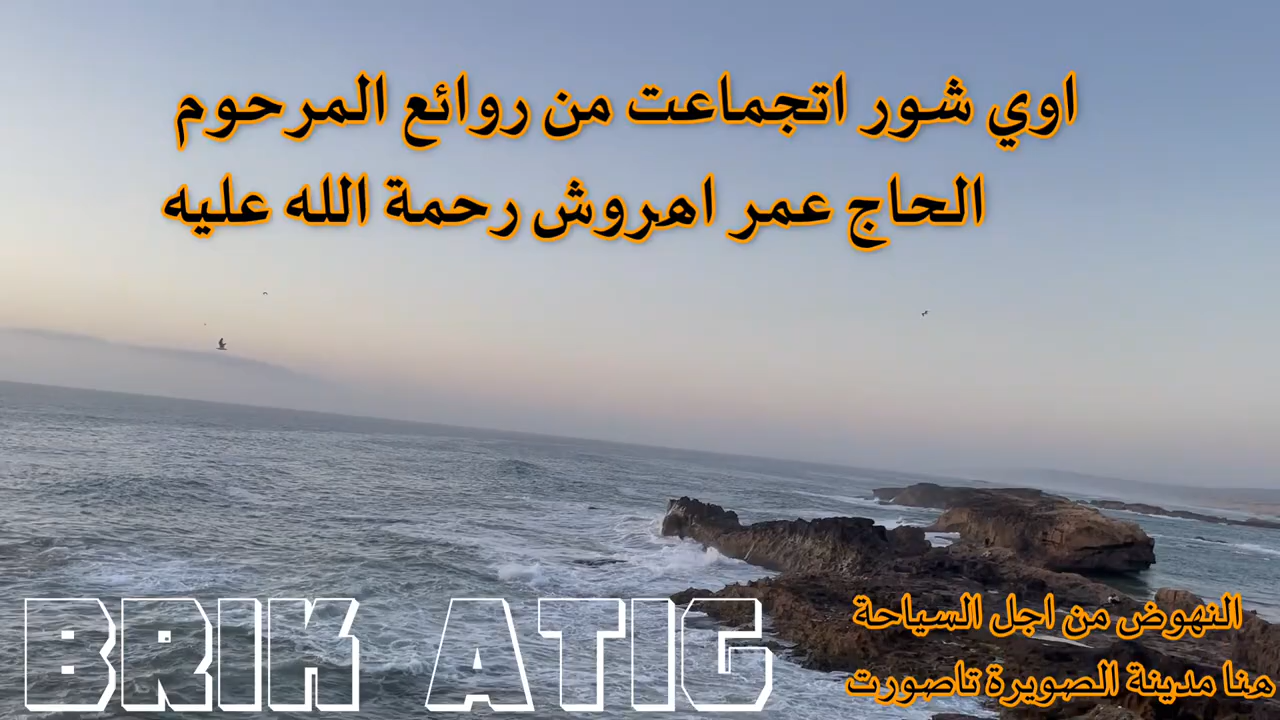 اوي شور اتجماعت من روائع المرحوم
الحاج عمر اهروش رحمة الله عليه
BRIK ATIG
النهوض من اجل السياحة
هنا مدينة الصويرة تاصورت